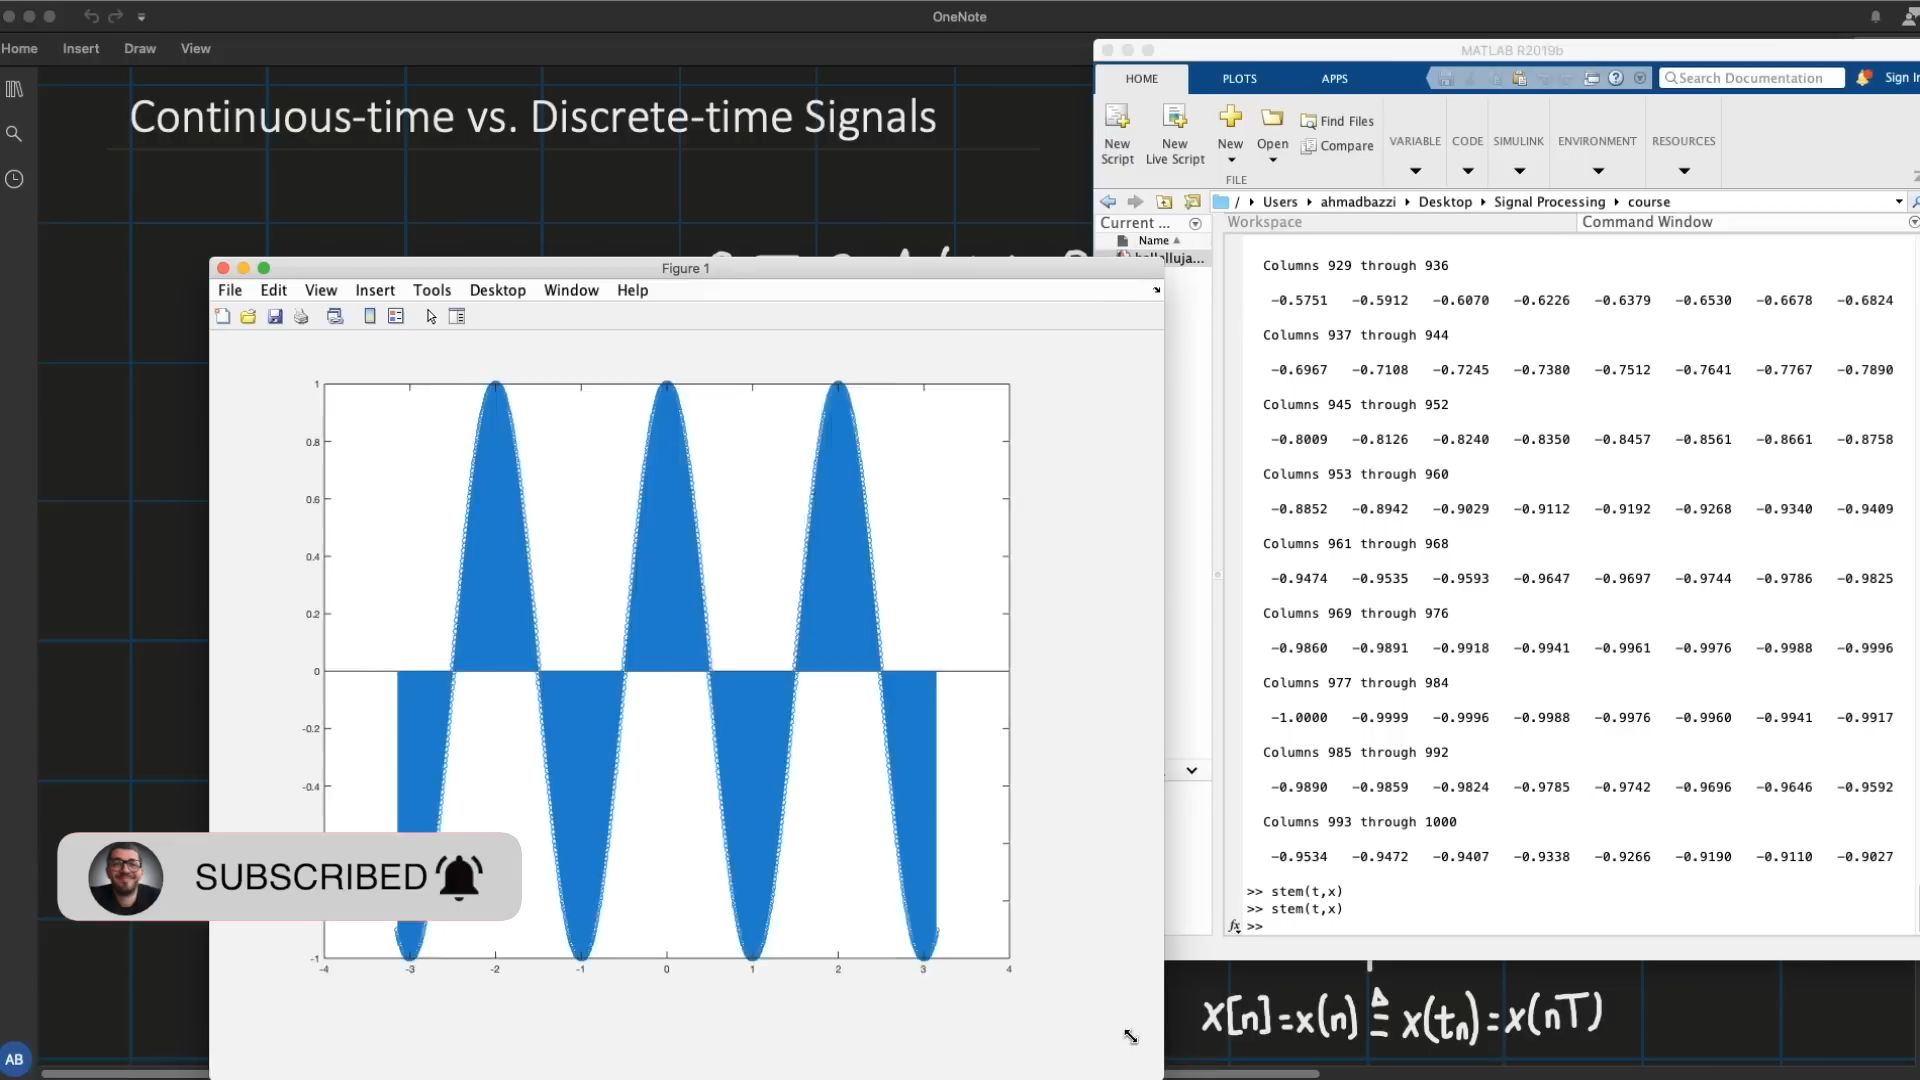 OneNote
Home Insert Draw View
Continuous-time vs. Discrete-time Signals
MATLAB R2019b
HOME PLOTS APPS
Search Documentation
Sign In
New Script
New Live Script
New
Open
Find Files
Compare
FILE
VARIABLE CODE SIMULINK ENVIRONMENT RESOURCES
/ Users ahmadbazzi Desktop Signal Processing course
Current ...
Name
Workspace
Command Window
Columns 929 through 936
-0.5751 -0.5912 -0.6070 -0.6226 -0.6379 -0.6530 -0.6678 -0.6824
Columns 937 through 944
-0.6967 -0.7108 -0.7245 -0.7380 -0.7512 -0.7641 -0.7767 -0.7890
Columns 945 through 952
-0.8009 -0.8126 -0.8240 -0.8350 -0.8457 -0.8561 -0.8661 -0.8758
Columns 953 through 960
-0.8852 -0.8942 -0.9029 -0.9112 -0.9192 -0.9268 -0.9340 -0.9409
Columns 961 through 968
-0.9474 -0.9535 -0.9593 -0.9647 -0.9697 -0.9744 -0.9786 -0.9825
Columns 969 through 976
-0.9860 -0.9891 -0.9918 -0.9941 -0.9961 -0.9976 -0.9988 -0.9996
Columns 977 through 984
-1.0000 -0.9999 -0.9996 -0.9988 -0.9976 -0.9960 -0.9941 -0.9917
Columns 985 through 992
-0.9890 -0.9859 -0.9824 -0.9785 -0.9742 -0.9696 -0.9646 -0.9592
Columns 993 through 1000
-0.9534 -0.9472 -0.9407 -0.9338 -0.9266 -0.9190 -0.9110 -0.9027
>> stem(t,x)
>> stem(t,x)
fx >>
Figure 1
File Edit View Insert Tools Desktop Window Help
1
0.8
0.6
0.4
0.2
0
-0.2
-0.4
-1
-4 -3 -2 -1 0 1 2 3 4
SUBSCRIBED
x[n]=x(n) ≜ x(tn)=x(nT)
AB